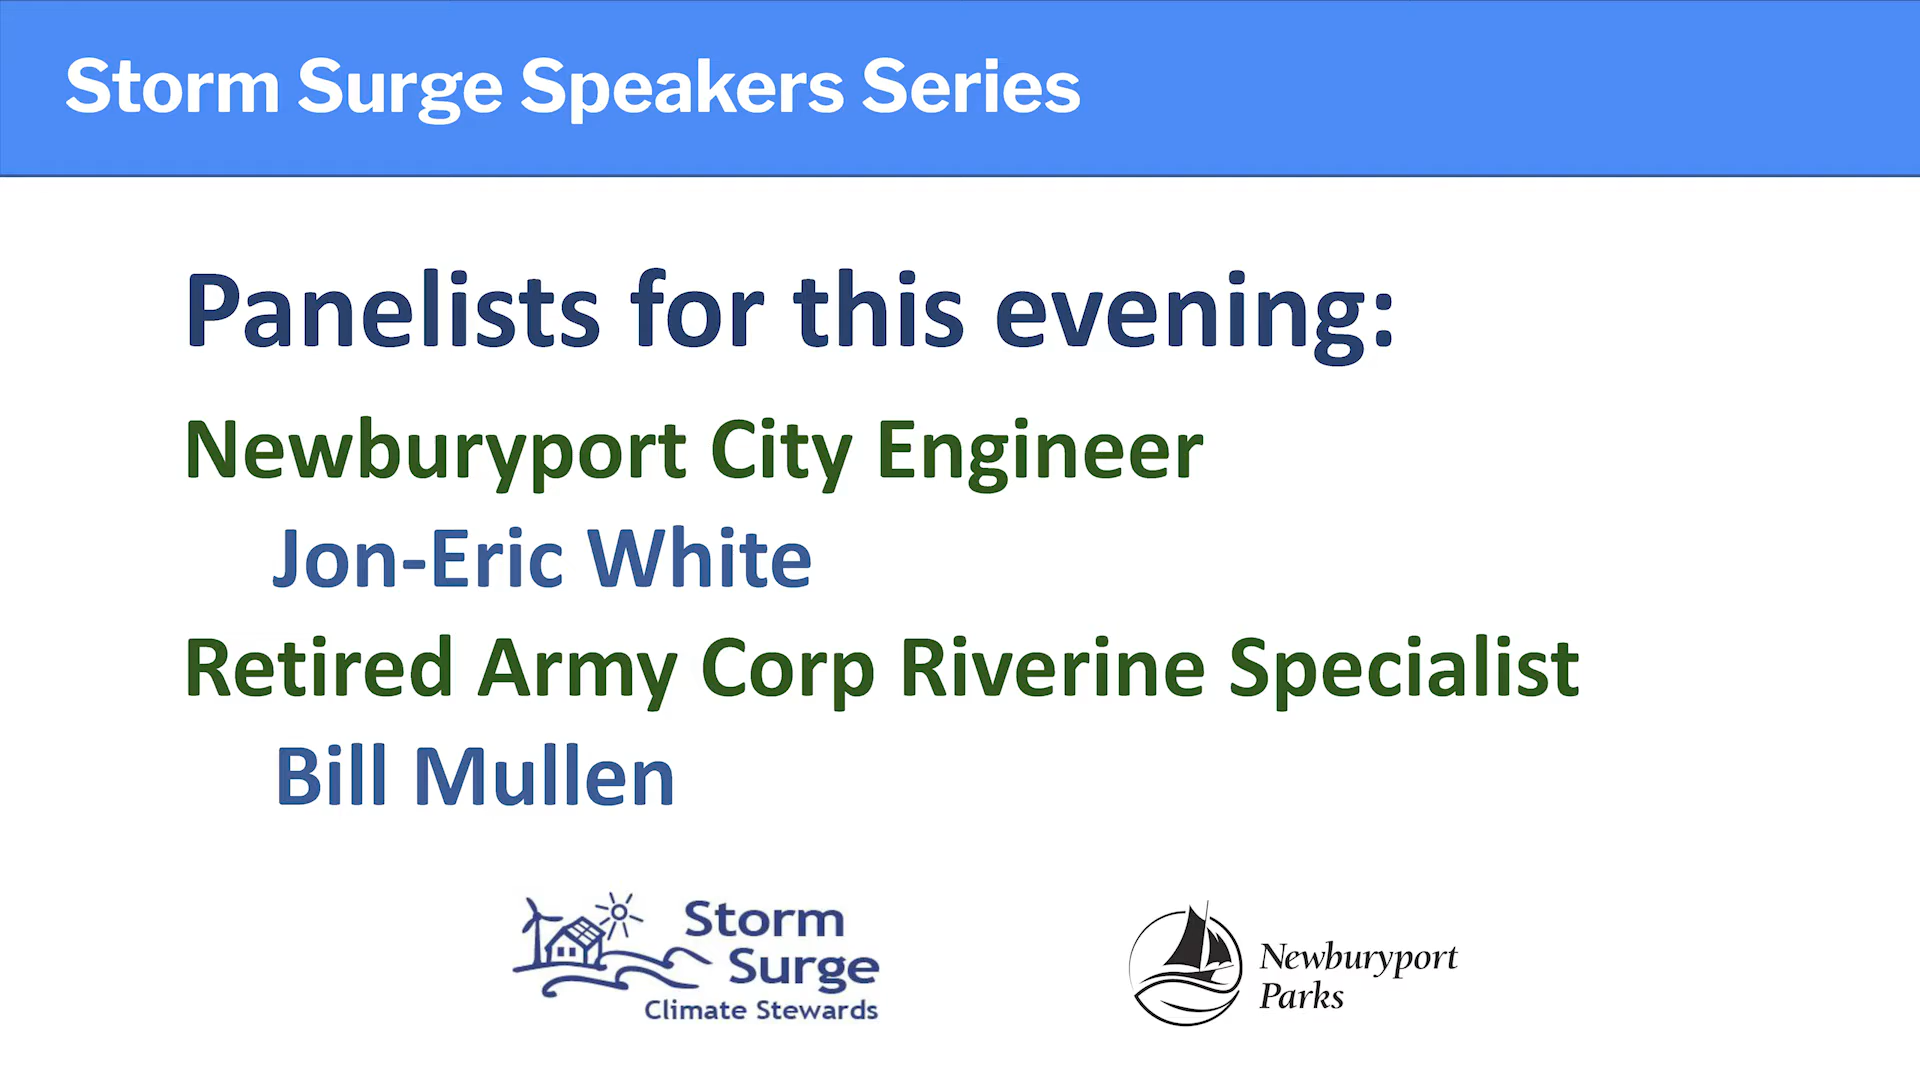 Storm Surge Speakers Series
Panelists for this evening:
Newburyport City Engineer
Jon-Eric White
Retired Army Corp Riverine Specialist
Bill Mullen
Storm
Surge
Climate Stewards
Newburyport
Parks